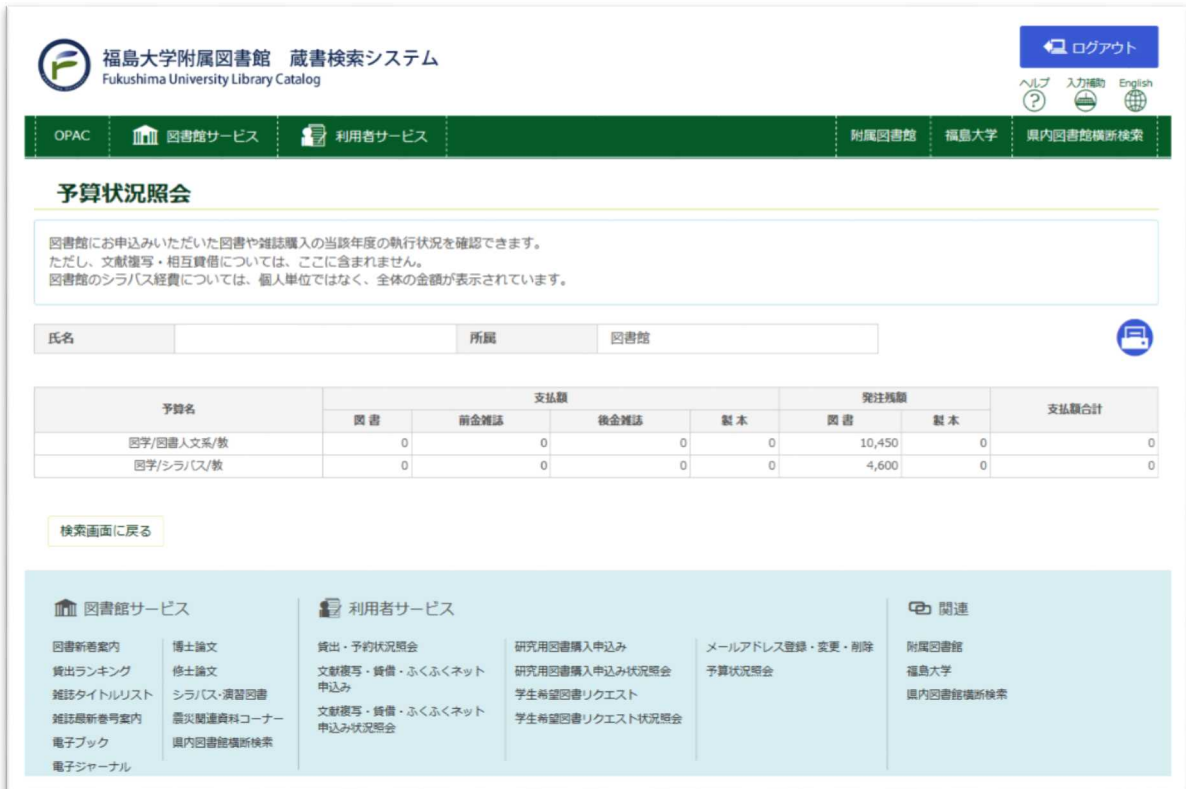 福島大学附属図書館 蔵書検索システム
Fukushima University Library Catalog
ログアウト
ヘルプ 入力補助 English
OPAC 図書館サービス 利用者サービス 附属図書館 福島大学 県内図書館横断検索
予算状況照会
図書館にお申込みいただいた図書や雑誌購入の当該年度の執行状況を確認できます。
ただし、文献複写・相互貸借については、ここに含まれません。
図書館のシラバス経費については、個人単位ではなく、全体の金額が表示されています。
氏名 所属 図書館
予算名 支払額 発注残額 支払額合計
図書 前金雑誌 後金雑誌 製本 図書 製本
図学/図書人文系/教 0 0 0 0 10,450 0 0
図学/シラバス/教 0 0 0 0 4,600 0 0
検索画面に戻る
図書館サービス
図書新着案内
貸出ランキング
雑誌タイトルリスト
雑誌最新巻号案内
電子ブック
電子ジャーナル
博士論文
修士論文
シラバス・演習図書
震災関連資料コーナー
県内図書館横断検索
利用者サービス
貸出・予約状況照会
文献複写・貸借・ふくふくネット
申込み
文献複写・貸借・ふくふくネット
申込み状況照会
研究用図書購入申込み
研究用図書購入申込み状況照会
学生希望図書リクエスト
学生希望図書リクエスト状況照会
メールアドレス登録・変更・削除
予算状況照会
関連
附属図書館
福島大学
県内図書館横断検索